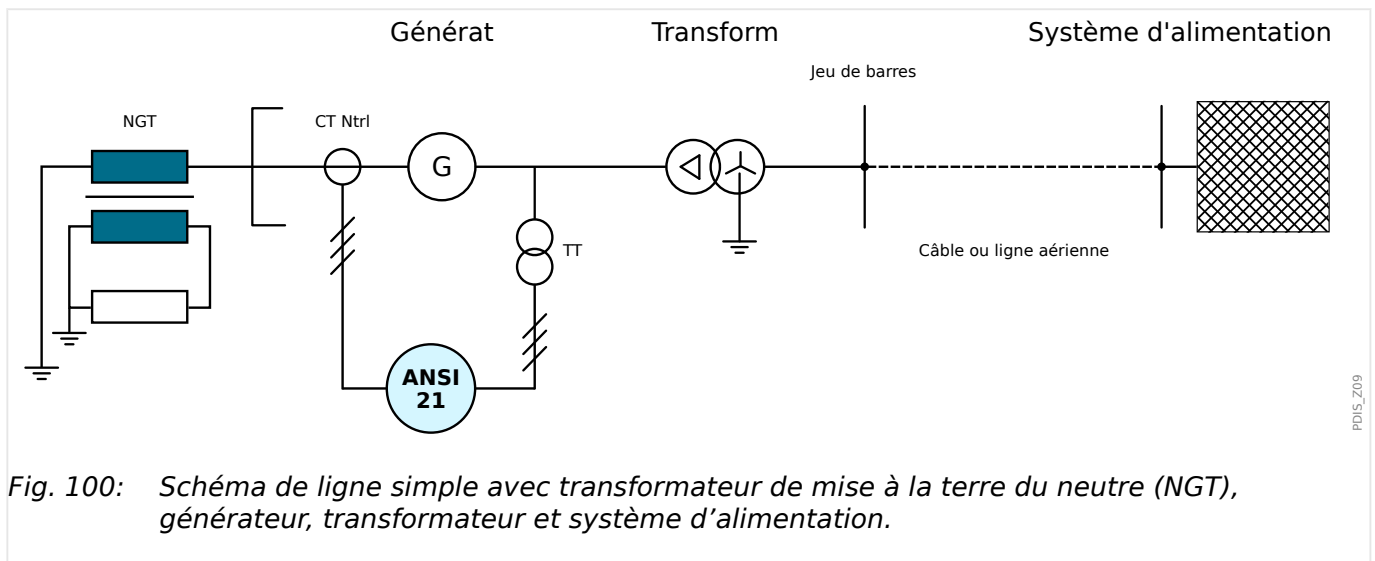 Générat
Transform
Système d'alimentation
Jeu de barres
NGT
CT Ntrl
G
TT
Câble ou ligne aérienne
ANSI
21
PDIS_Z09
Fig. 100: Schéma de ligne simple avec transformateur de mise à la terre du neutre (NGT),
générateur, transformateur et système d’alimentation.